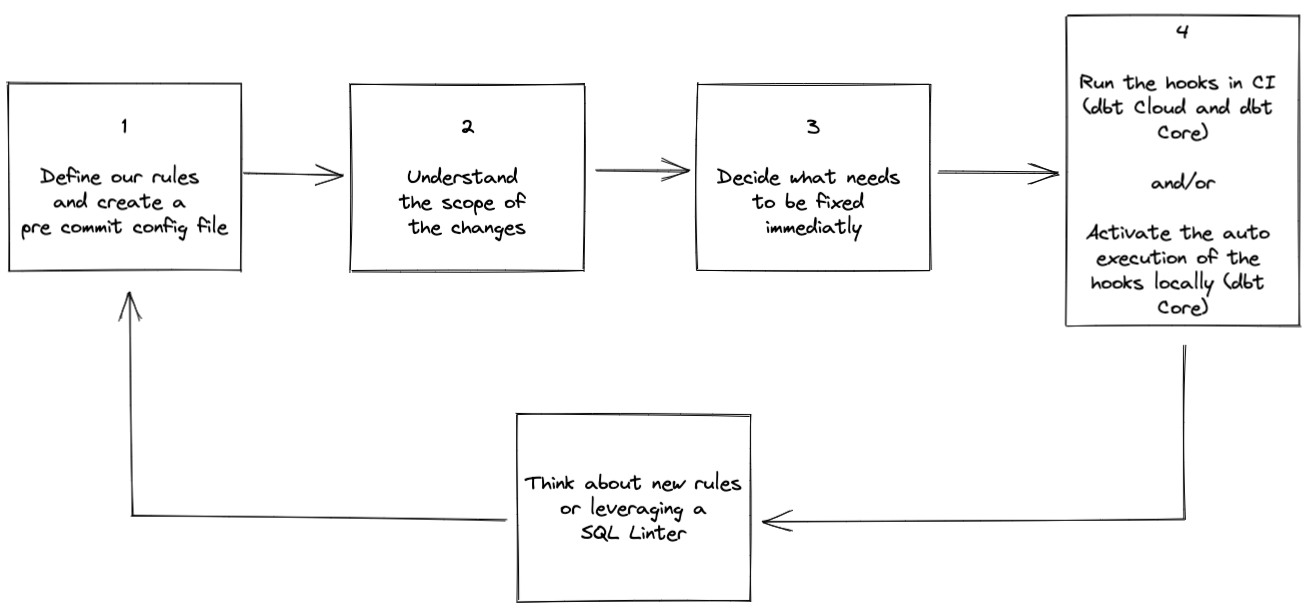 1
Define our rules
and create a
pre commit config file
2
Understand
the scope of
the changes
3
Decide what needs
to be fixed
immediatly
4
Run the hooks in CI
(dbt Cloud and dbt
Core)
and/or
Activate the auto
execution of the
hooks locally (dbt
Core)
Think about new rules
or leveraging a
SQL Linter